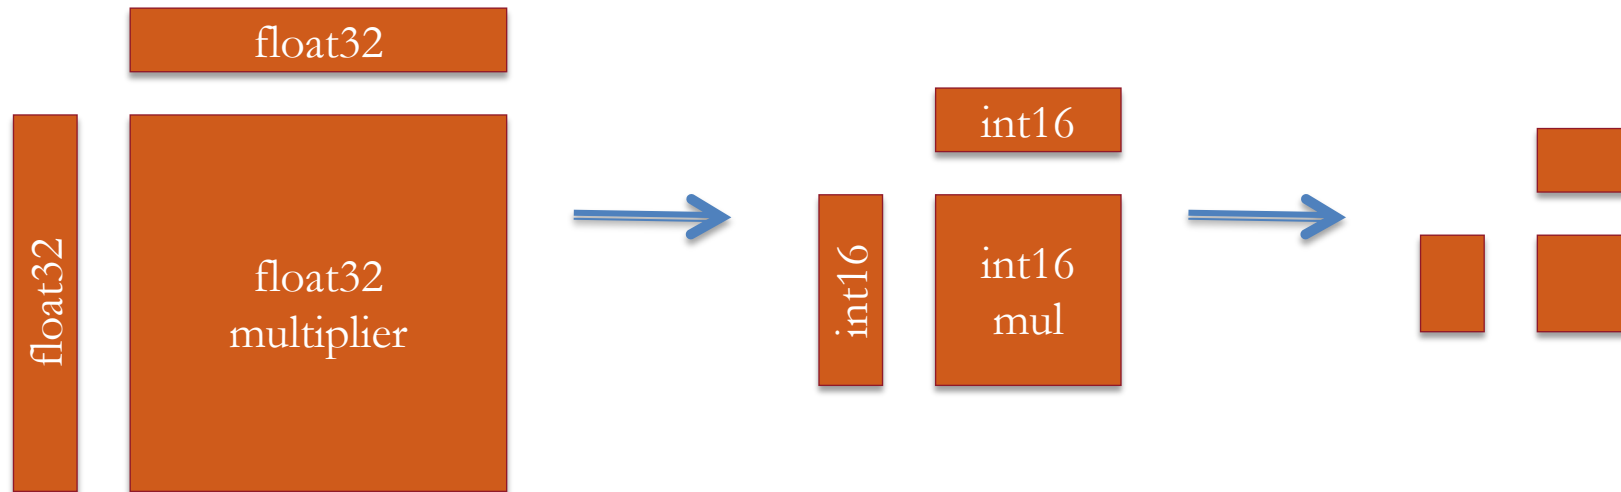 float32
float32
float32
multiplier
int16
int16
int16
mul